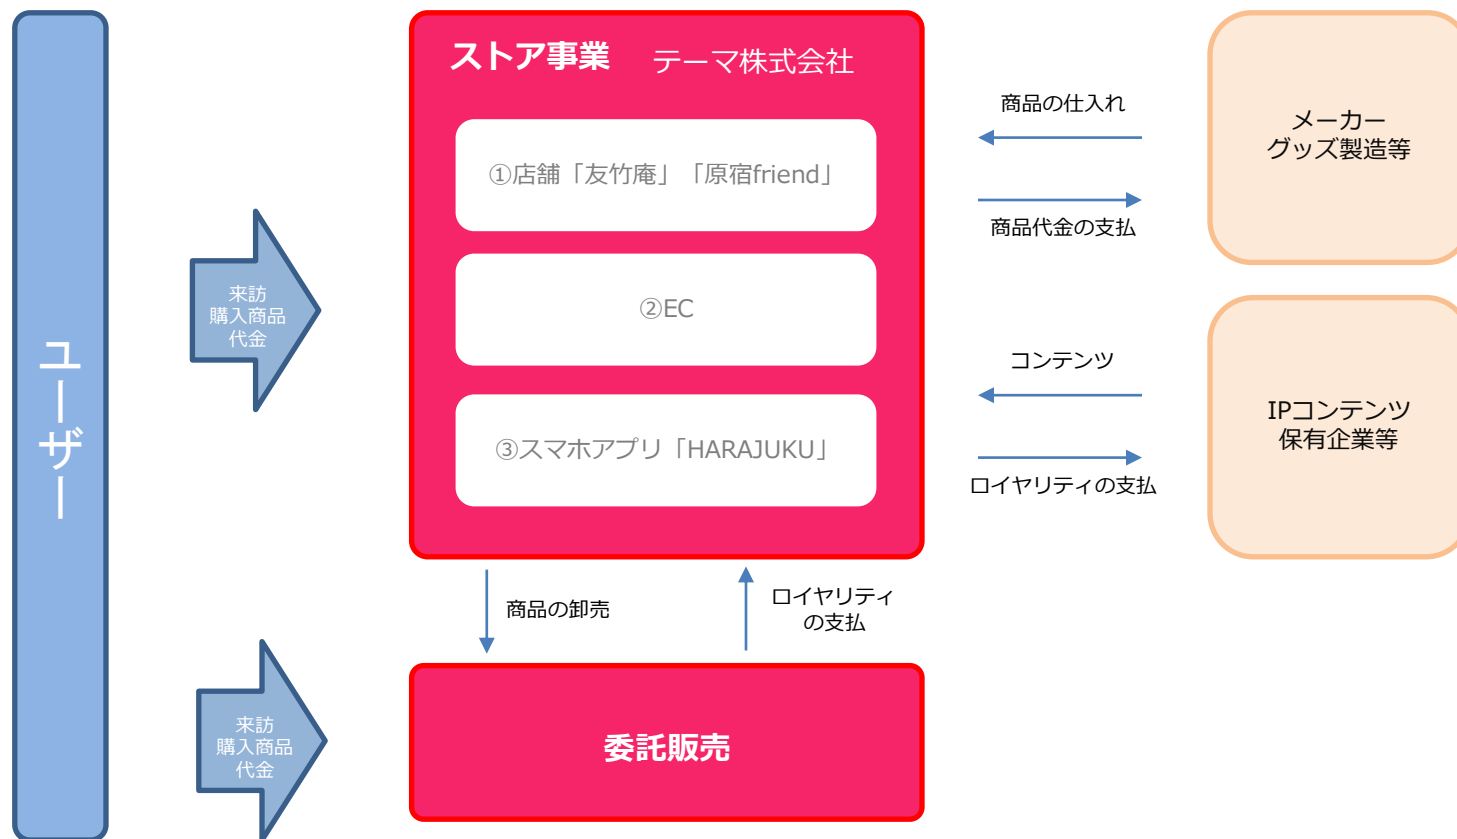 ユーザー
来訪
購入商品
代金
ストア事業 テーマ株式会社
①店舗「友竹庵」「原宿friend」
②EC
③スマホアプリ「HARAJUKU」
商品の仕入れ
商品代金の支払
メーカー
グッズ製造等
コンテンツ
ロイヤリティの支払
IPコンテンツ
保有企業等
商品の卸売
ロイヤリティ
の支払
来訪
購入商品
代金
委託販売